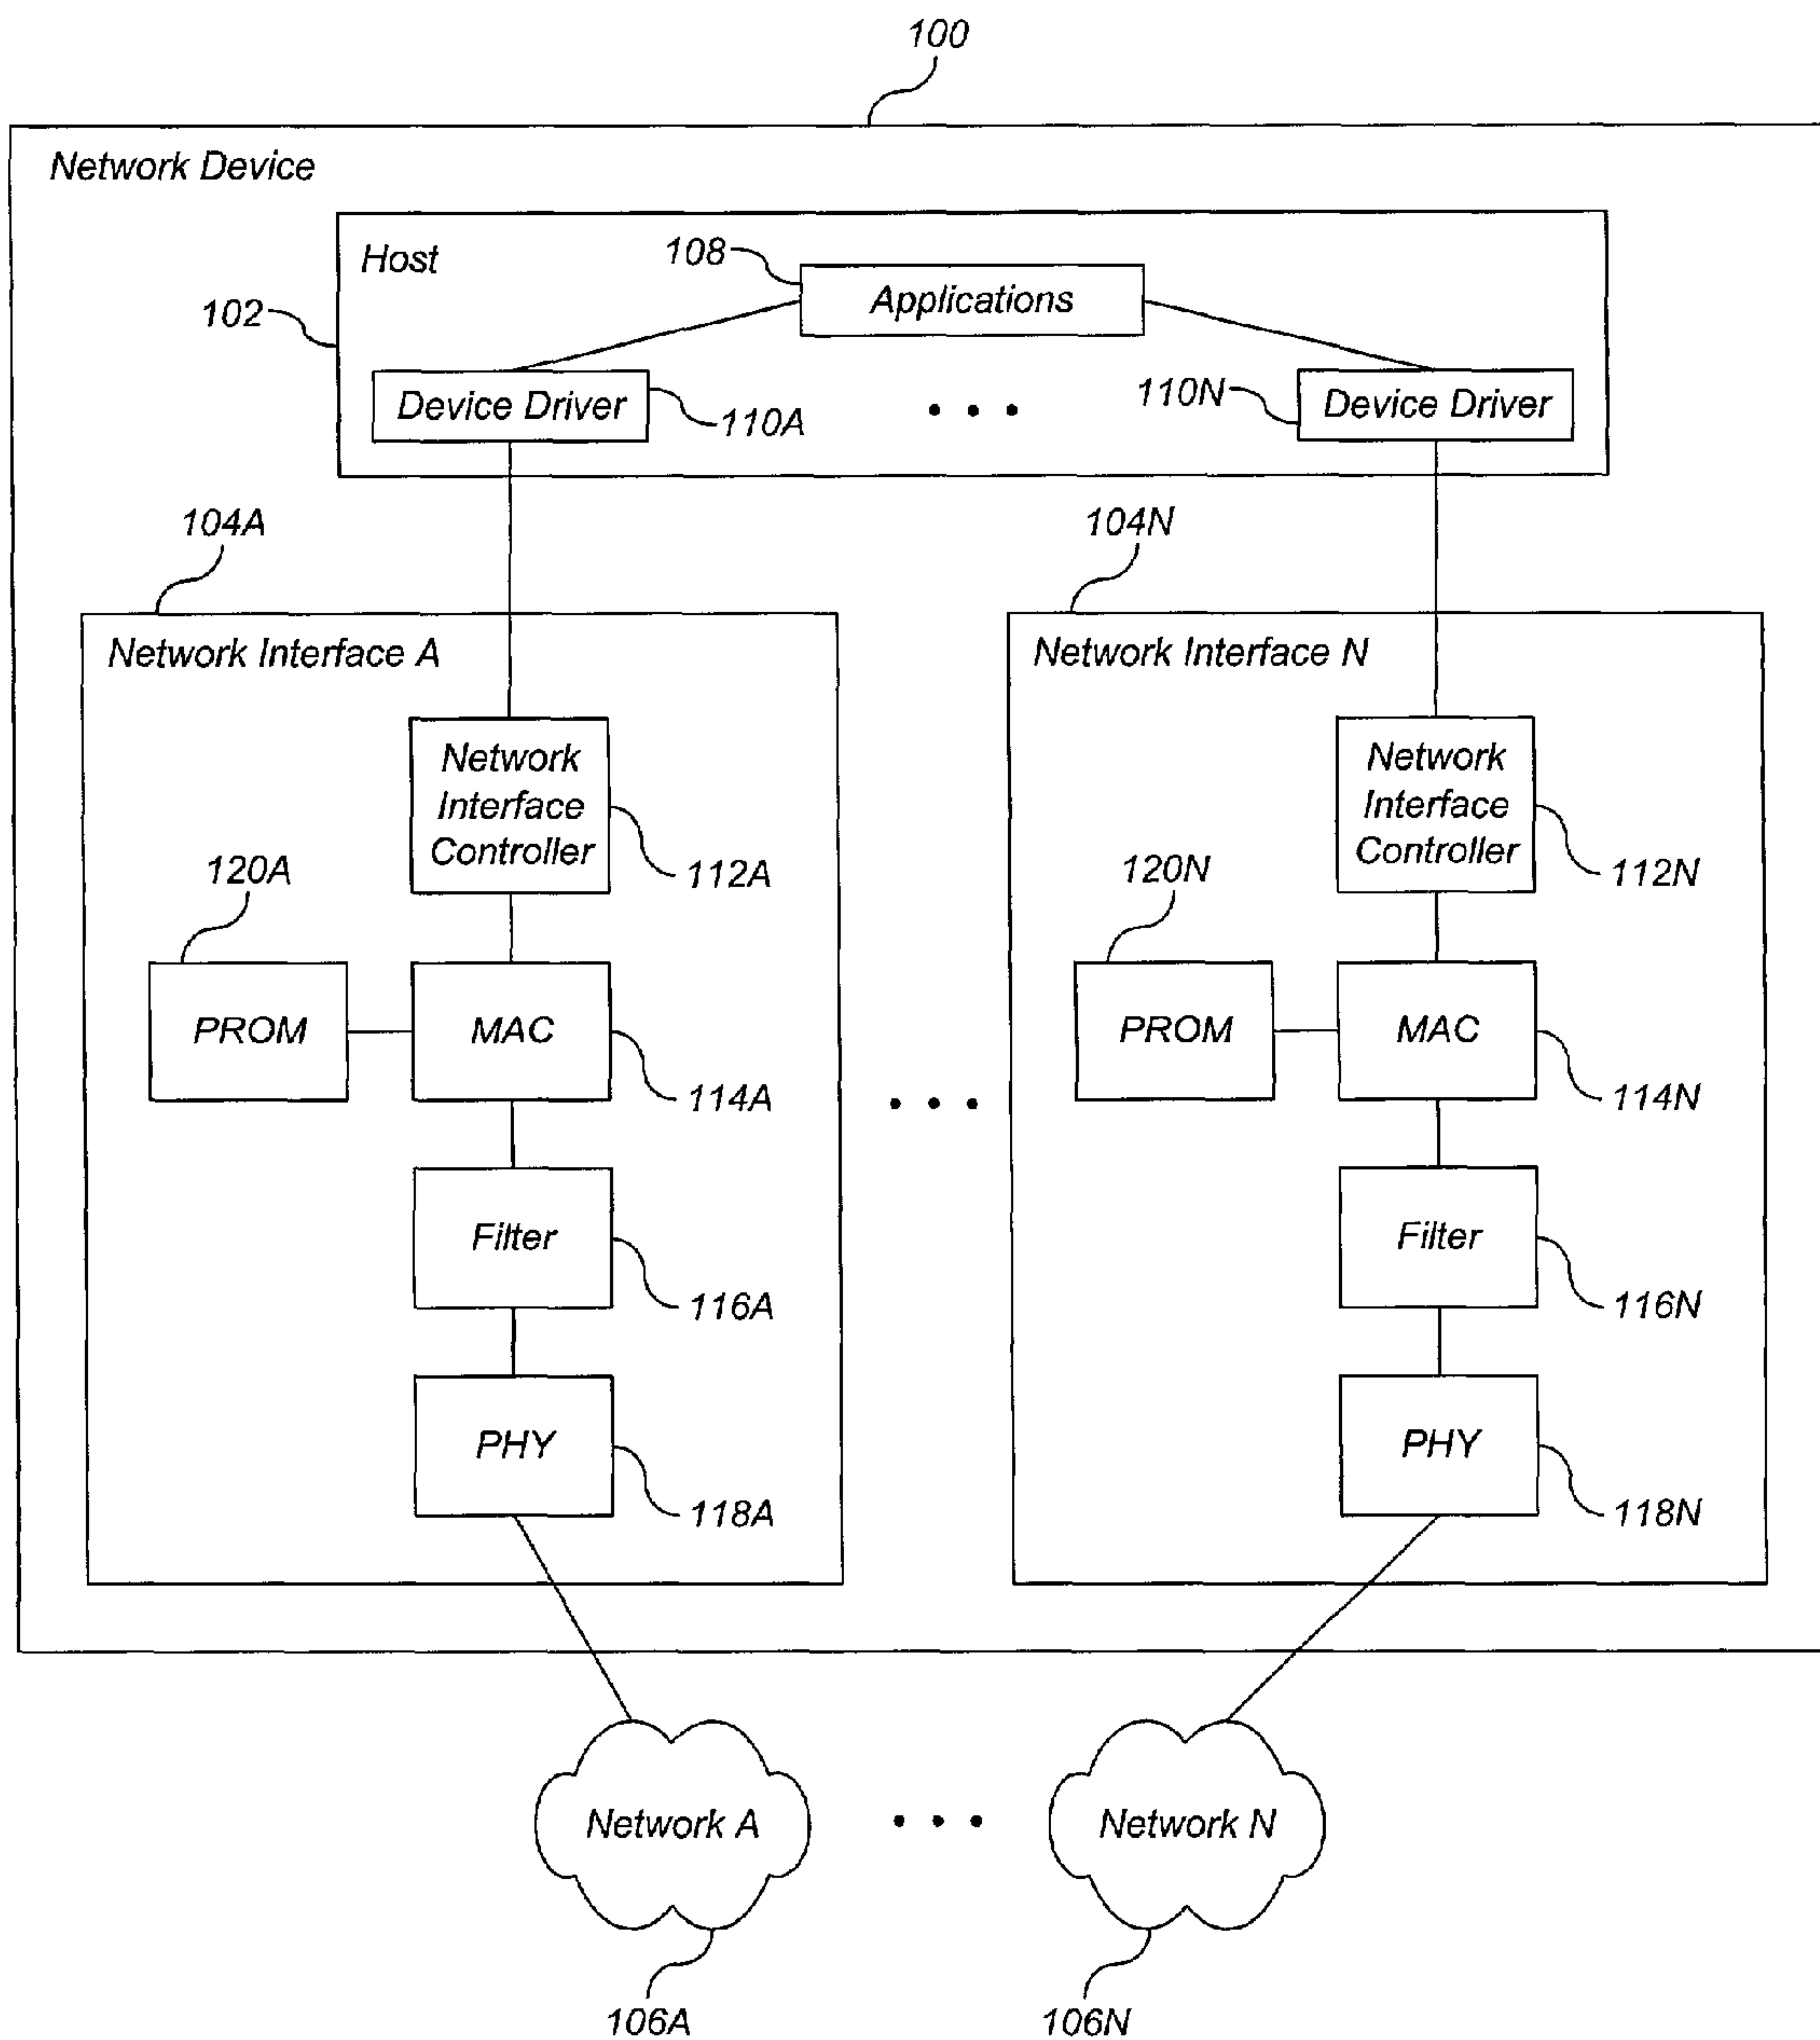 100
Network Device
Host
108
Applications
102
Device Driver
110A
110N
Device Driver
104A
104N
Network Interface A
Network Interface N
Network
Interface
Controller
112A
Network
Interface
Controller
112N
120A
120N
PROM
MAC
114A
PROM
MAC
114N
Filter
116A
Filter
116N
PHY
118A
PHY
118N
Network A
Network N
106A
106N